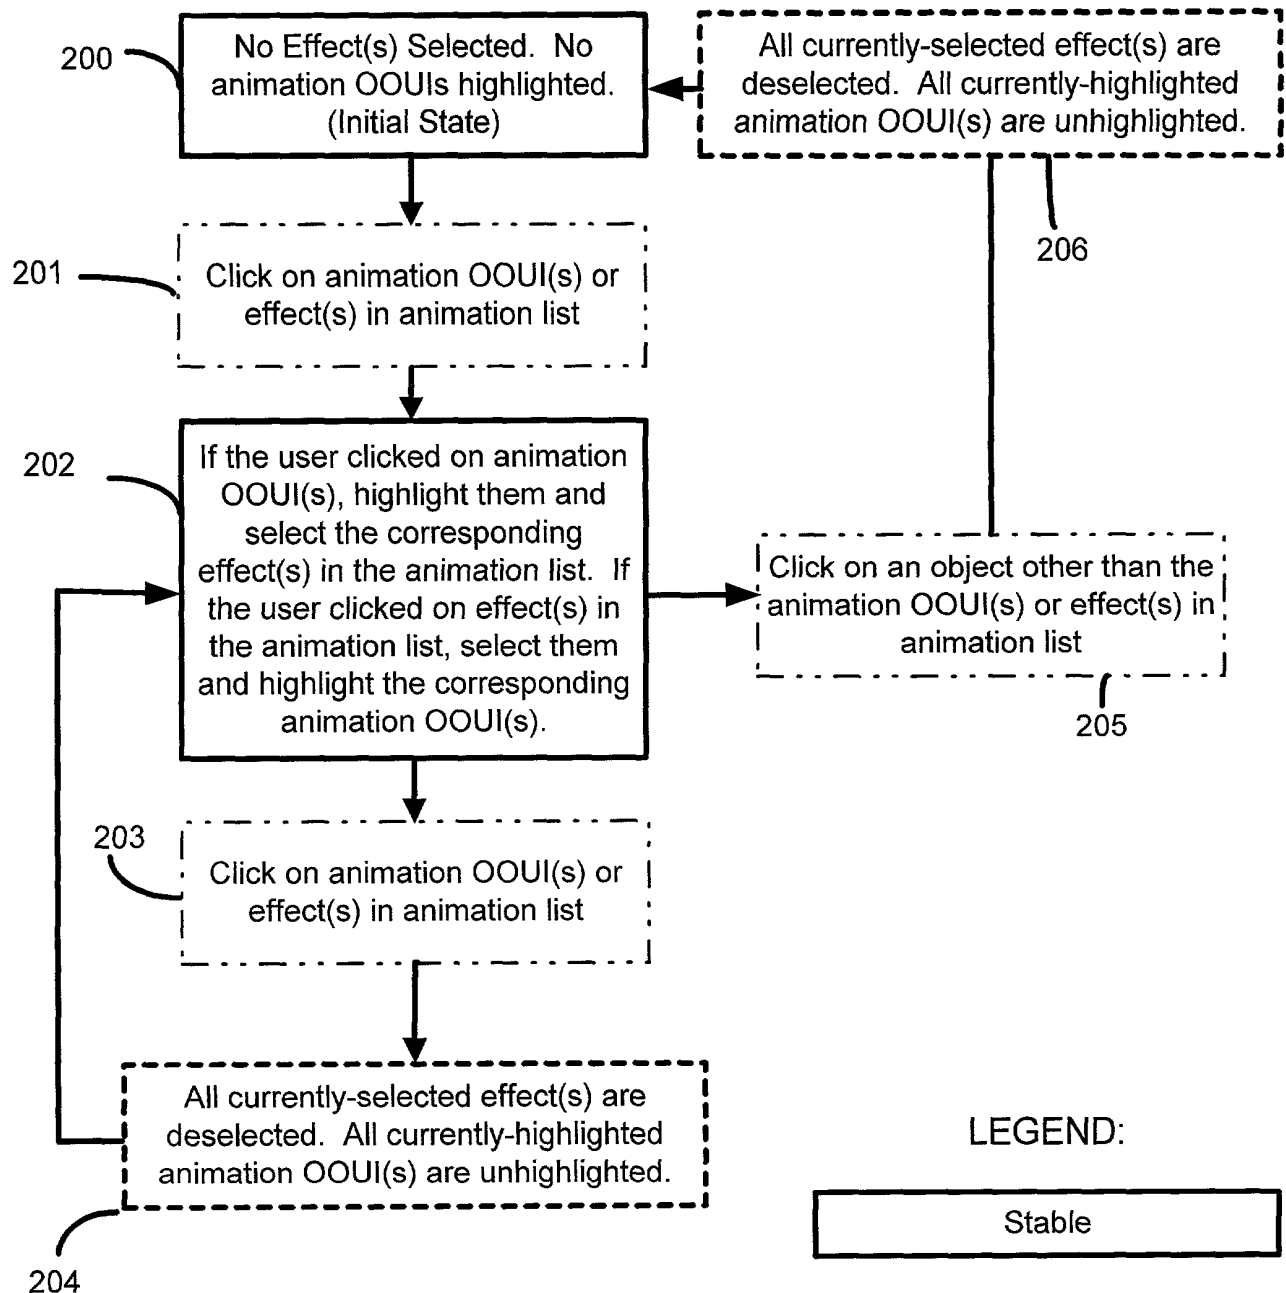 200
No Effect(s) Selected. No
animation OOUIs highlighted.
(Initial State)
All currently-selected effect(s) are
deselected. All currently-highlighted
animation OOUI(s) are unhighlighted.
206
201
Click on animation OOUI(s) or
effect(s) in animation list
202
If the user clicked on animation
OOUI(s), highlight them and
select the corresponding
effect(s) in the animation list. If
the user clicked on effect(s) in
the animation list, select them
and highlight the corresponding
animation OOUI(s).
Click on an object other than the
animation OOUI(s) or effect(s) in
animation list
205
203
Click on animation OOUI(s) or
effect(s) in animation list
All currently-selected effect(s) are
deselected. All currently-highlighted
animation OOUI(s) are unhighlighted.
204
LEGEND:
Stable